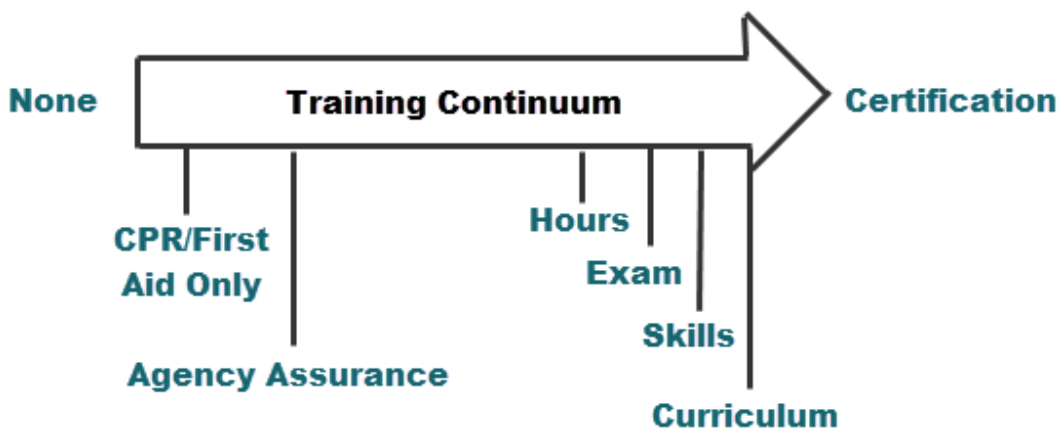 None
Training Continuum
Certification
CPR/First
Aid Only
Hours
Exam
Skills
Agency Assurance
Curriculum